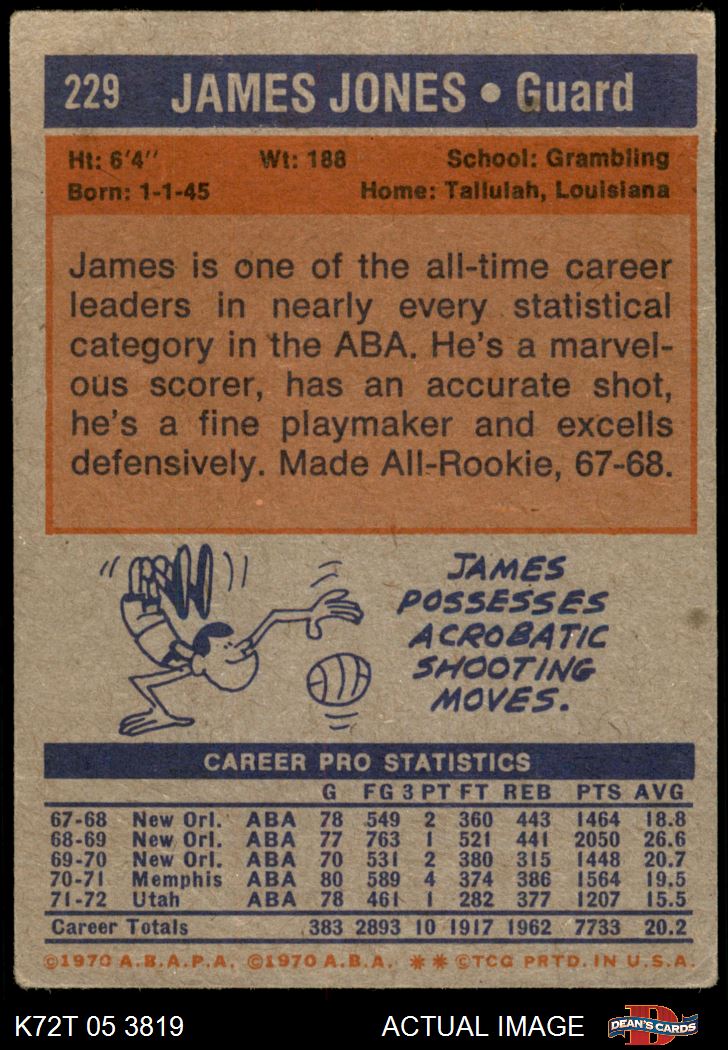 229 JAMES JONES • Guard
Ht: 6'4" Wt: 188 School: Grambling
Born: 1-1-45 Home: Tallulah, Louisiana
James is one of the all-time career
leaders in nearly every statistical
category in the ABA. He's a marvel-
ous scorer, has an accurate shot,
he's a fine playmaker and excells
defensively. Made All-Rookie, 67-68.
JAMES
POSSESSES
ACROBATIC
SHOOTING
MOVES.
CAREER PRO STATISTICS
G FG 3 PT FT REB PTS AVG
67-68 New Orl. ABA 78 549 2 360 443 1464 18.8
68-69 New Orl. ABA 77 763 1 521 441 2050 26.6
69-70 New Orl. ABA 70 531 2 380 315 1448 20.7
70-71 Memphis ABA 80 589 4 374 386 1564 19.5
71-72 Utah ABA 78 461 1 282 377 1207 15.5
Career Totals 383 2893 10 1917 1962 7733 20.2
©1970 A.B.A.P.A. ©1970 A.B.A. ** ©TCG PRTD. IN U.S.A.
K72T 05 3819 ACTUAL IMAGE D DEAN'S CARDS